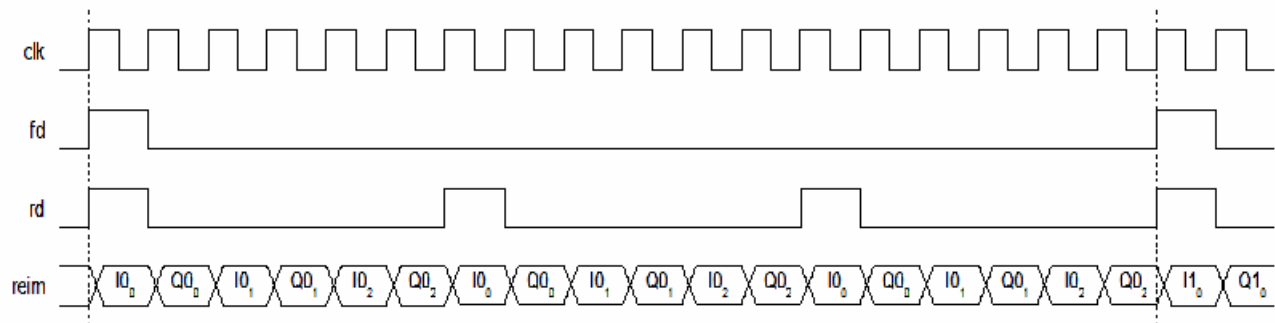 clk
fd
rd
reim I0₀ Q0₀ I0₁ Q0₁ I0₂ Q0₂ I0₀ Q0₀ I0₁ Q0₁ I0₂ Q0₂ I0₀ Q0₀ I0₁ Q0₁ I0₂ Q0₂ I1₀ Q1₀